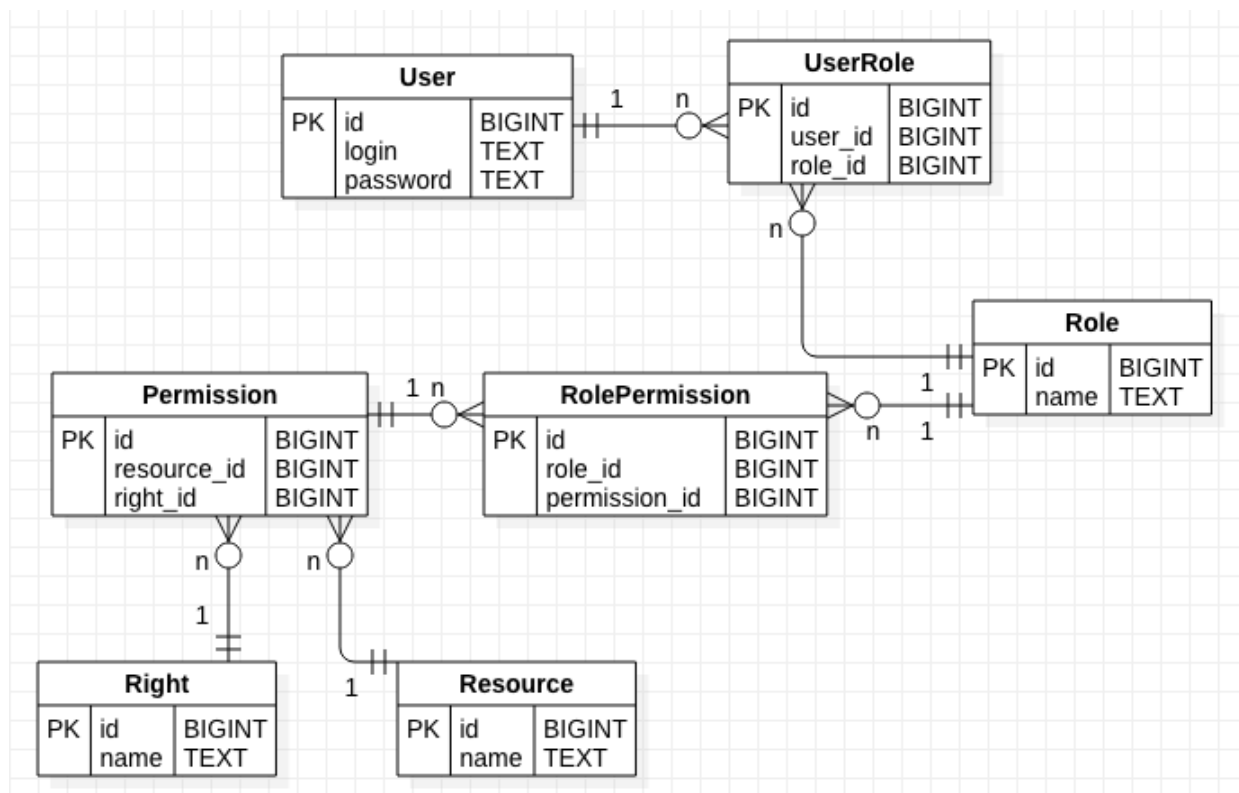 User
PK id BIGINT
login TEXT
password TEXT
1 n
UserRole
PK id BIGINT
user_id BIGINT
role_id BIGINT
n
1
Role
PK id BIGINT
name TEXT
n 1
RolePermission
PK id BIGINT
role_id BIGINT
permission_id BIGINT
1 n
Permission
PK id BIGINT
resource_id BIGINT
right_id BIGINT
n n
1
1
Right
PK id BIGINT
name TEXT
Resource
PK id BIGINT
name TEXT